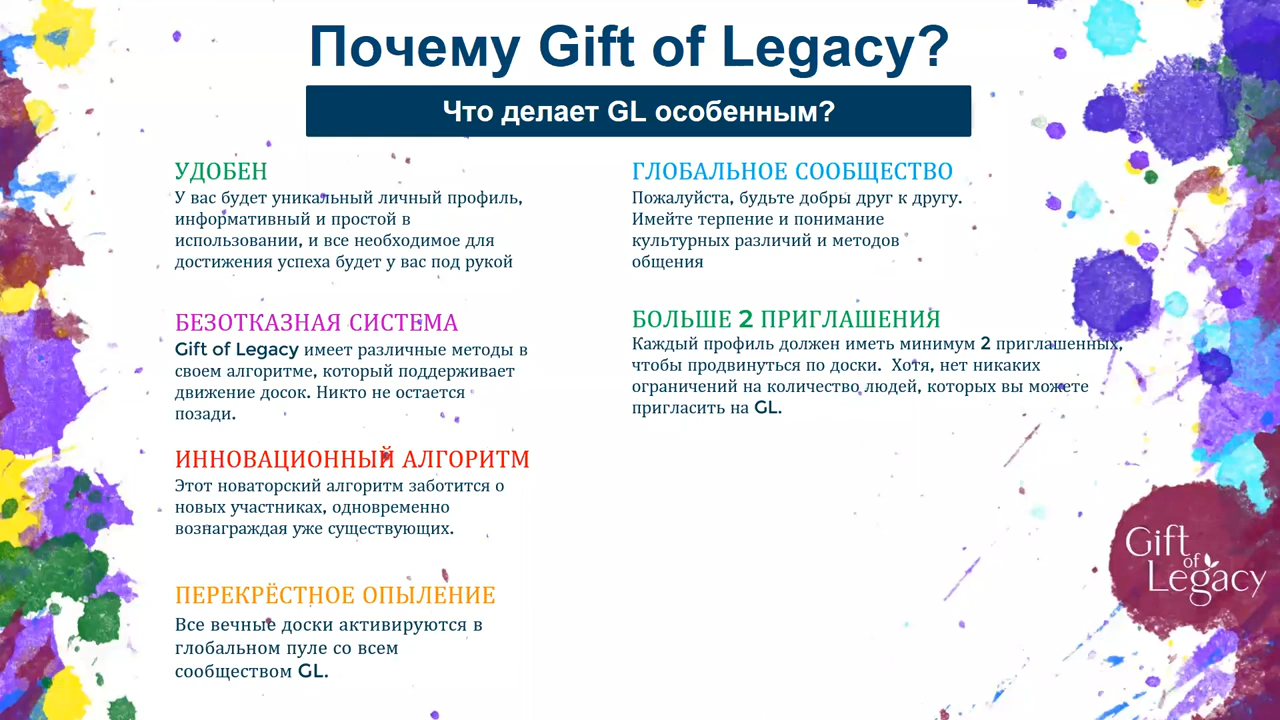 Почему Gift of Legacy?
Что делает GL особенным?
УДОБЕН
У вас будет уникальный личный профиль,
информативный и простой в
использовании, и все необходимое для
достижения успеха будет у вас под рукой
БЕЗОТКАЗНАЯ СИСТЕМА
Gift of Legacy имеет различные методы в
своем алгоритме, который поддерживает
движение досок. Никто не остается
позади.
ИННОВАЦИОННЫЙ АЛГОРИТМ
Этот новаторский алгоритм заботится о
новых участниках, одновременно
вознаграждая уже существующих.
ПЕРЕКРЁСТНОЕ ОПЫЛЕНИЕ
Все вечные доски активируются в
глобальном пуле со всем
сообществом GL.
ГЛОБАЛЬНОЕ СООБЩЕСТВО
Пожалуйста, будьте добры друг к другу.
Имейте терпение и понимание
культурных различий и методов
общения
БОЛЬШЕ 2 ПРИГЛАШЕНИЯ
Каждый профиль должен иметь минимум 2 приглашенных,
чтобы продвинуться по доски. Хотя, нет никаких
ограничений на количество людей, которых вы можете
пригласить на GL.
Gift
of
Legacy